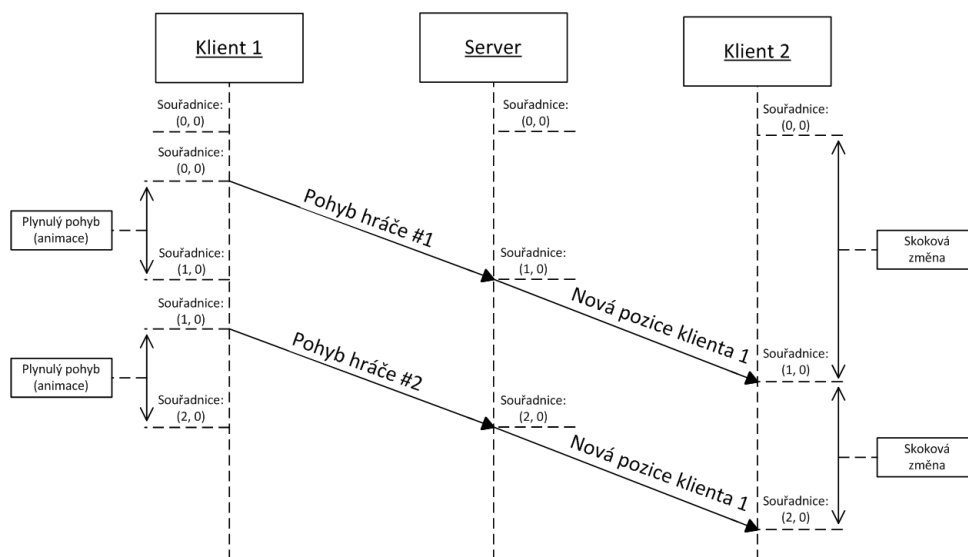 Klient 1
Server
Klient 2
Souřadnice:
(0, 0)
Souřadnice:
(0, 0)
Souřadnice:
(0, 0)
Souřadnice:
(0, 0)
Pohyb hráče #1
Plynulý pohyb
(animace)
Skoková
změna
Souřadnice:
(1, 0)
Souřadnice:
(1, 0)
Nová pozice klienta 1
Souřadnice:
(1, 0)
Pohyb hráče #2
Souřadnice:
(1, 0)
Plynulý pohyb
(animace)
Souřadnice:
(2, 0)
Souřadnice:
(2, 0)
Nová pozice klienta 1
Skoková
změna
Souřadnice:
(2, 0)